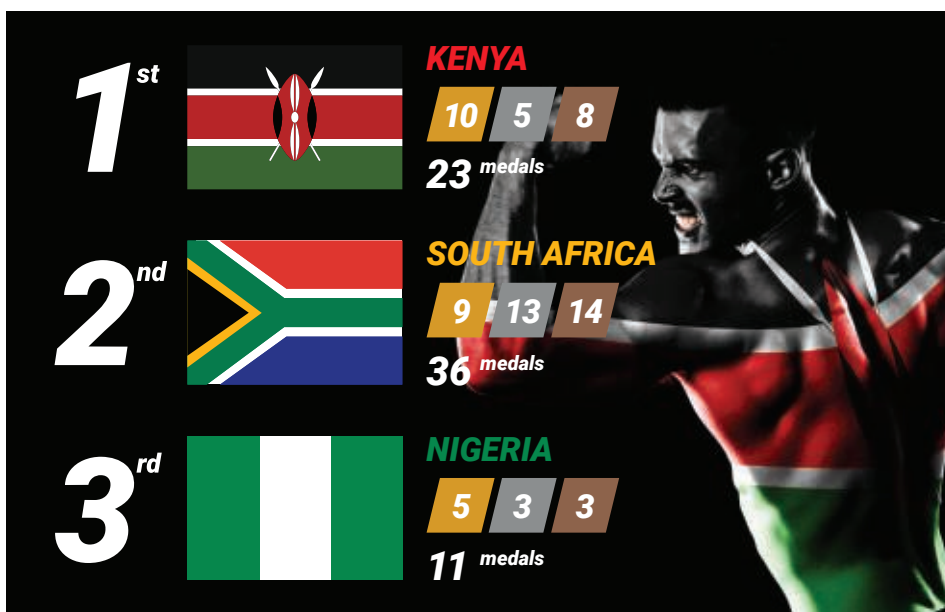 1st
KENYA
10 5 8
23 medals
2nd
SOUTH AFRICA
9 13 14
36 medals
3rd
NIGERIA
5 3 3
11 medals